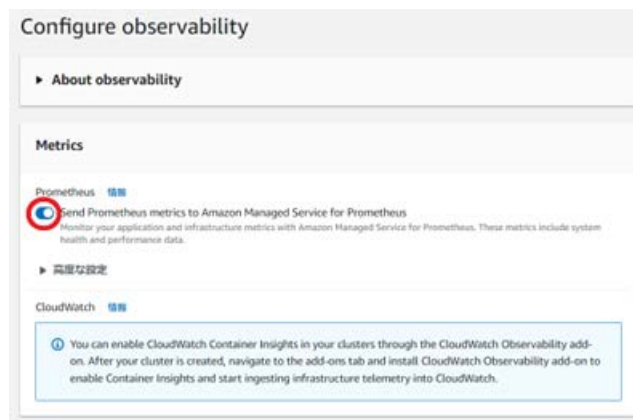 Configure observability
▶ About observability
Metrics
Prometheus 情報
Send Prometheus metrics to Amazon Managed Service for Prometheus
Monitor your application and infrastructure metrics with Amazon Managed Service for Prometheus. These metrics include system
health and performance data.
▶ 高度な設定
CloudWatch 情報
You can enable CloudWatch Container Insights in your clusters through the CloudWatch Observability add-
on. After your cluster is created, navigate to the add-ons tab and install CloudWatch Observability add-on to
enable Container Insights and start ingesting infrastructure telemetry into CloudWatch.